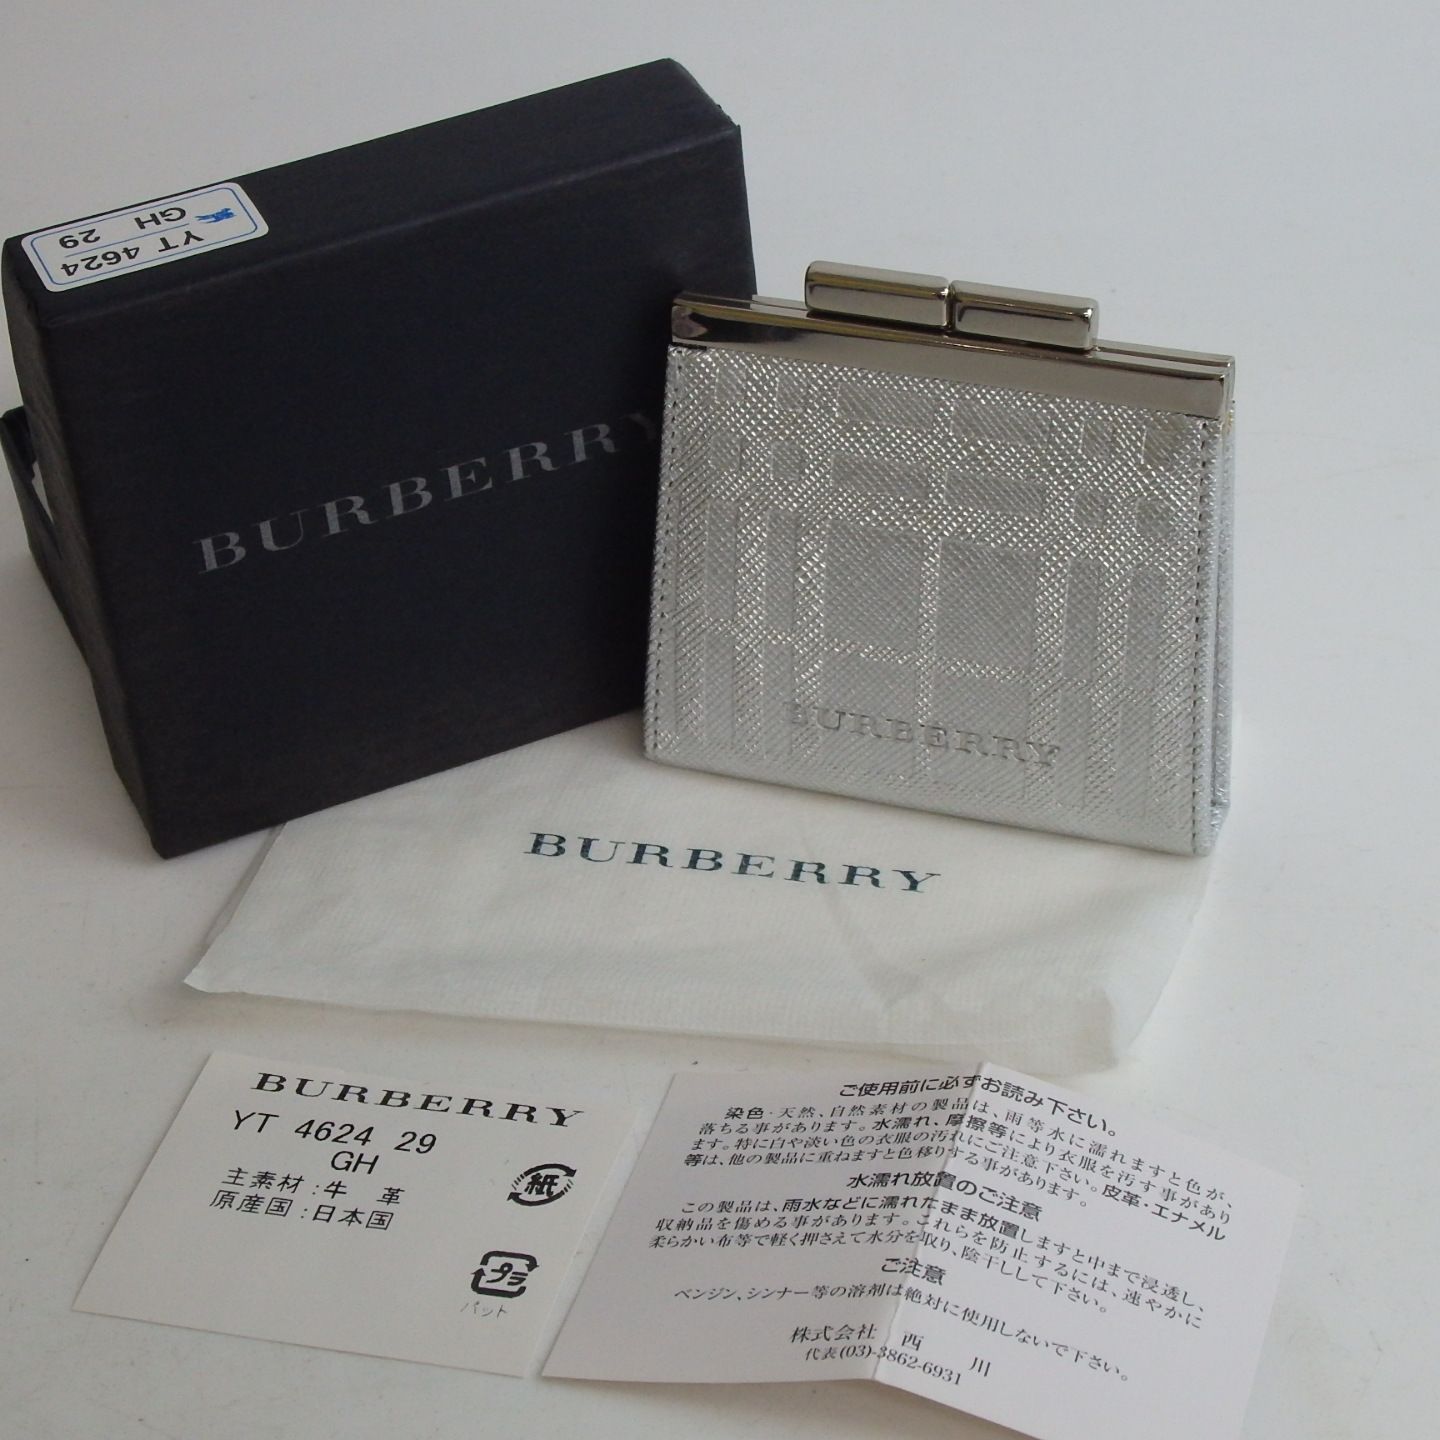 YT 4624
GH 29
BURBERRY
BURBERRY
BURBERRY
BURBERRY
YT 4624 29
GH
主素材:牛 革
原産国:日本国
紙
プラ
パット
ご使用前に必ずお読み下さい。
染色・天然、自然素材の製品は、雨等水に濡れますと色が、
落ちる事があります。水濡れ、摩擦等により衣服を汚す事があり
ます。特に白や淡い色の衣服の汚れにご注意下さい。皮革・エナメル
等は、他の製品に重ねますと色移りする事があります。
水濡れ放置のご注意
この製品は、雨水などに濡れたまま放置しますと中まで浸透し、
収納品を傷める事があります。これらを防止するには、速やかに
柔らかい布等で軽く押さえて水分を取り、陰干しして下さい。
ご注意
ベンジン、シンナー等の溶剤は絶対に使用しないで下さい。
株式会社 西 川
代表(03)-3862-6931